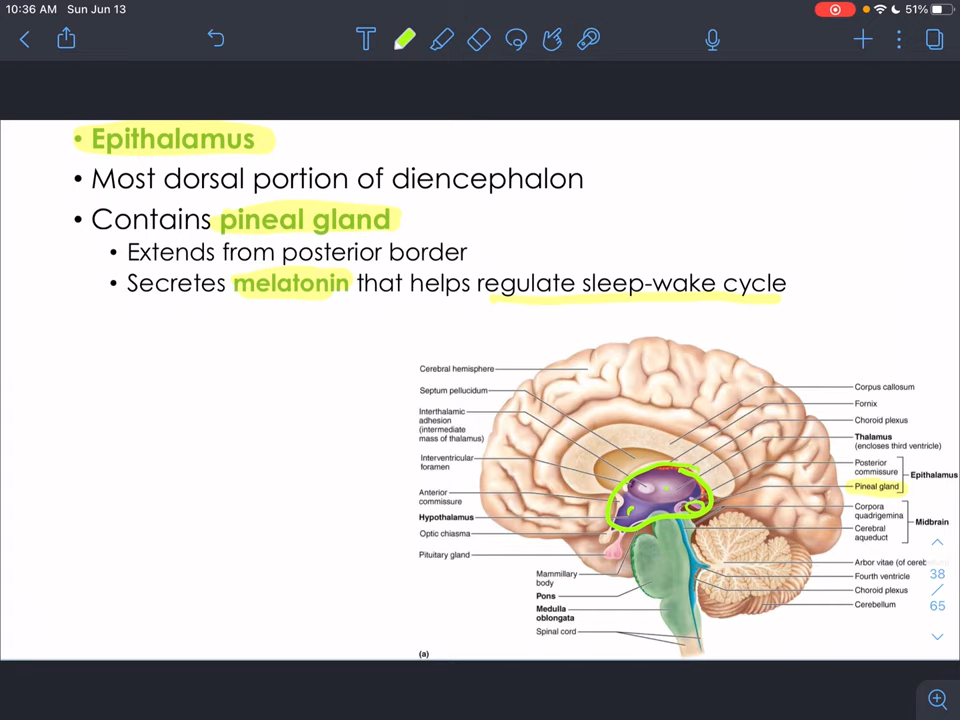 10:36 AM Sun Jun 13
51%
T
• Epithalamus
• Most dorsal portion of diencephalon
• Contains pineal gland
• Extends from posterior border
• Secretes melatonin that helps regulate sleep-wake cycle
Cerebral hemisphere
Septum pellucidum
Interthalamic
adhesion
(intermediate
mass of thalamus)
Interventricular
foramen
Anterior
commissure
Hypothalamus
Optic chiasma
Pituitary gland
Mammillary
body
Pons
Medulla
oblongata
Spinal cord
Corpus callosum
Fornix
Choroid plexus
Thalamus
(encloses third ventricle)
Posterior
commissure
Epithalamus
Pineal gland
Corpora
quadrigemina
Midbrain
Cerebral
aqueduct
Arbor vitae (of cereb
Fourth ventricle
Choroid plexus
Cerebellum
(a)
38
/
65